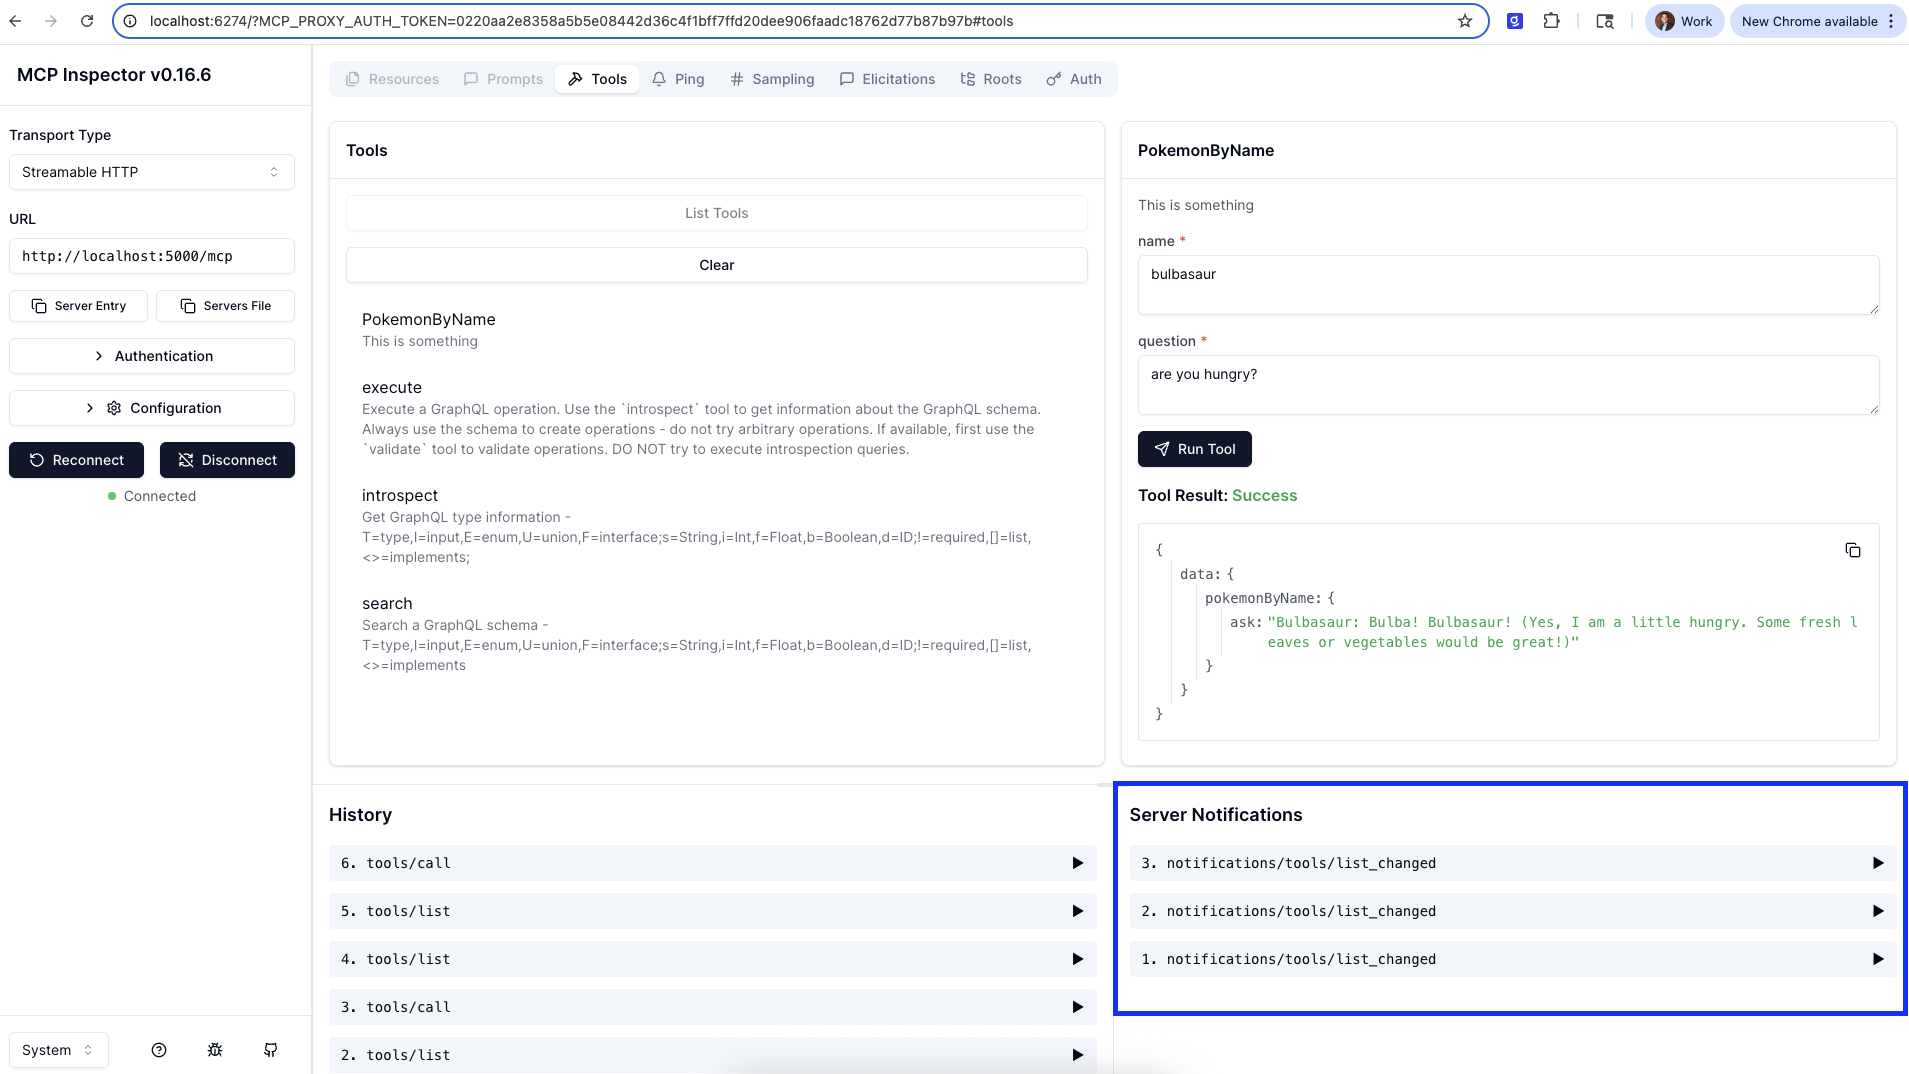 localhost:6274/?MCP_PROXY_AUTH_TOKEN=0220aa2e8358a5b5e08442d36c4f1bff7ffd20dee906faadc18762d77b87b97b#tools
Work
New Chrome available
MCP Inspector v0.16.6
Transport Type
Streamable HTTP
URL
http://localhost:5000/mcp
Server Entry
Servers File
Authentication
Configuration
Reconnect
Disconnect
Connected
System
Resources
Prompts
Tools
Ping
Sampling
Elicitations
Roots
Auth
Tools
List Tools
Clear
PokemonByName
This is something
execute
Execute a GraphQL operation. Use the `introspect` tool to get information about the GraphQL schema.
Always use the schema to create operations - do not try arbitrary operations. If available, first use the
`validate` tool to validate operations. DO NOT try to execute introspection queries.
introspect
Get GraphQL type information -
T=type,I=input,E=enum,U=union,F=interface;s=String,i=Int,f=Float,b=Boolean,d=ID;!=required,[]=list,
<>=implements;
search
Search a GraphQL schema -
T=type,I=input,E=enum,U=union,F=interface;s=String,i=Int,f=Float,b=Boolean,d=ID;!=required,[]=list,
<>=implements
PokemonByName
This is something
name *
bulbasaur
question *
are you hungry?
Run Tool
Tool Result: Success
{
data: {
pokemonByName: {
ask: "Bulbasaur: Bulba! Bulbasaur! (Yes, I am a little hungry. Some fresh l
eaves or vegetables would be great!)"
}
}
}
History
6. tools/call
5. tools/list
4. tools/list
3. tools/call
2. tools/list
Server Notifications
3. notifications/tools/list_changed
2. notifications/tools/list_changed
1. notifications/tools/list_changed